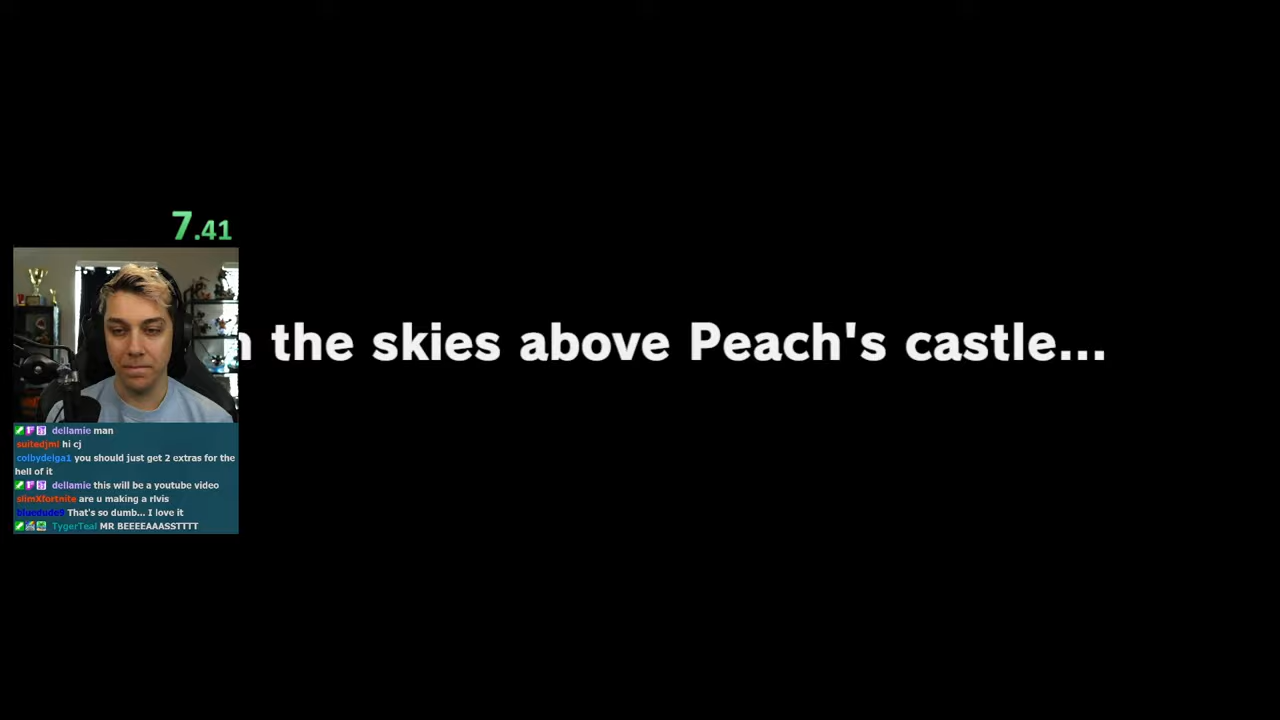 7.41
n the skies above Peach's castle...
dellamie man
suitedjmi hi cj
colbydelga1 you should just get 2 extras for the
hell of it
dellamie this will be a youtube video
slimXfortnite are u making a rlvis
bluedude9 That's so dumb... I love it
TygerTeal MR BEEEEAAASSTTTT